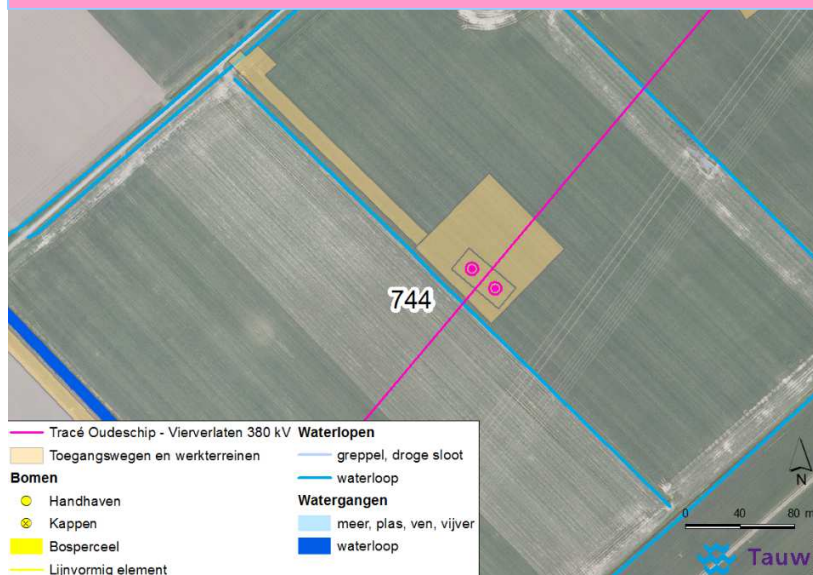 744
Tracé Oudeschip - Vierverlaten 380 kV
Toegangswegen en werkterreinen
Bomen
Handhaven
Kappen
Bosperceel
Lijnvormig element
Waterlopen
greppel, droge sloot
waterloop
Watergangen
meer, plas, ven, vijver
waterloop
N
0 40 80 m
Tauw